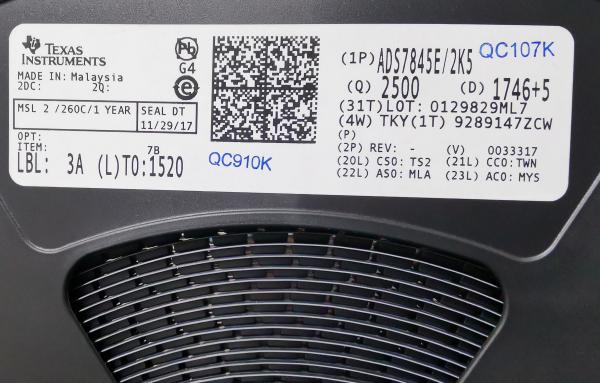 TEXAS INSTRUMENTS
MADE IN: Malaysia
2DC: 2Q:
MSL 2 /260C/1 YEAR
SEAL DT
11/29/17
OPT:
ITEM: 7B
LBL: 3A (L)TO:1520
Pb
G4
e
QC910K
(1P) ADS7845E/2K5
QC107K
(Q) 2500 (D) 1746+5
(31T)LOT: 0129829ML7
(4W) TKY(1T) 9289147ZCW
(P)
(2P) REV: - (V) 0033317
(20L) CSO: TS2 (21L) CCO:TWN
(22L) ASO: MLA (23L) ACO: MYS